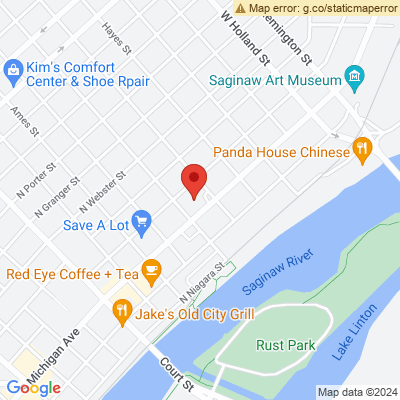 Map error: g.co/staticmaperror
Hayes St
W Holland St
Remington St
Kim's Comfort
Center & Shoe Rpair
Saginaw Art Museum
Ames St
Panda House Chinese
N Porter St
N Granger St
N Webster St
Save A Lot
Red Eye Coffee + Tea
Saginaw River
N Niagara St
Jake's Old City Grill
Lake Linton
Rust Park
N Michigan Ave
Court St
Google
Map data ©2024